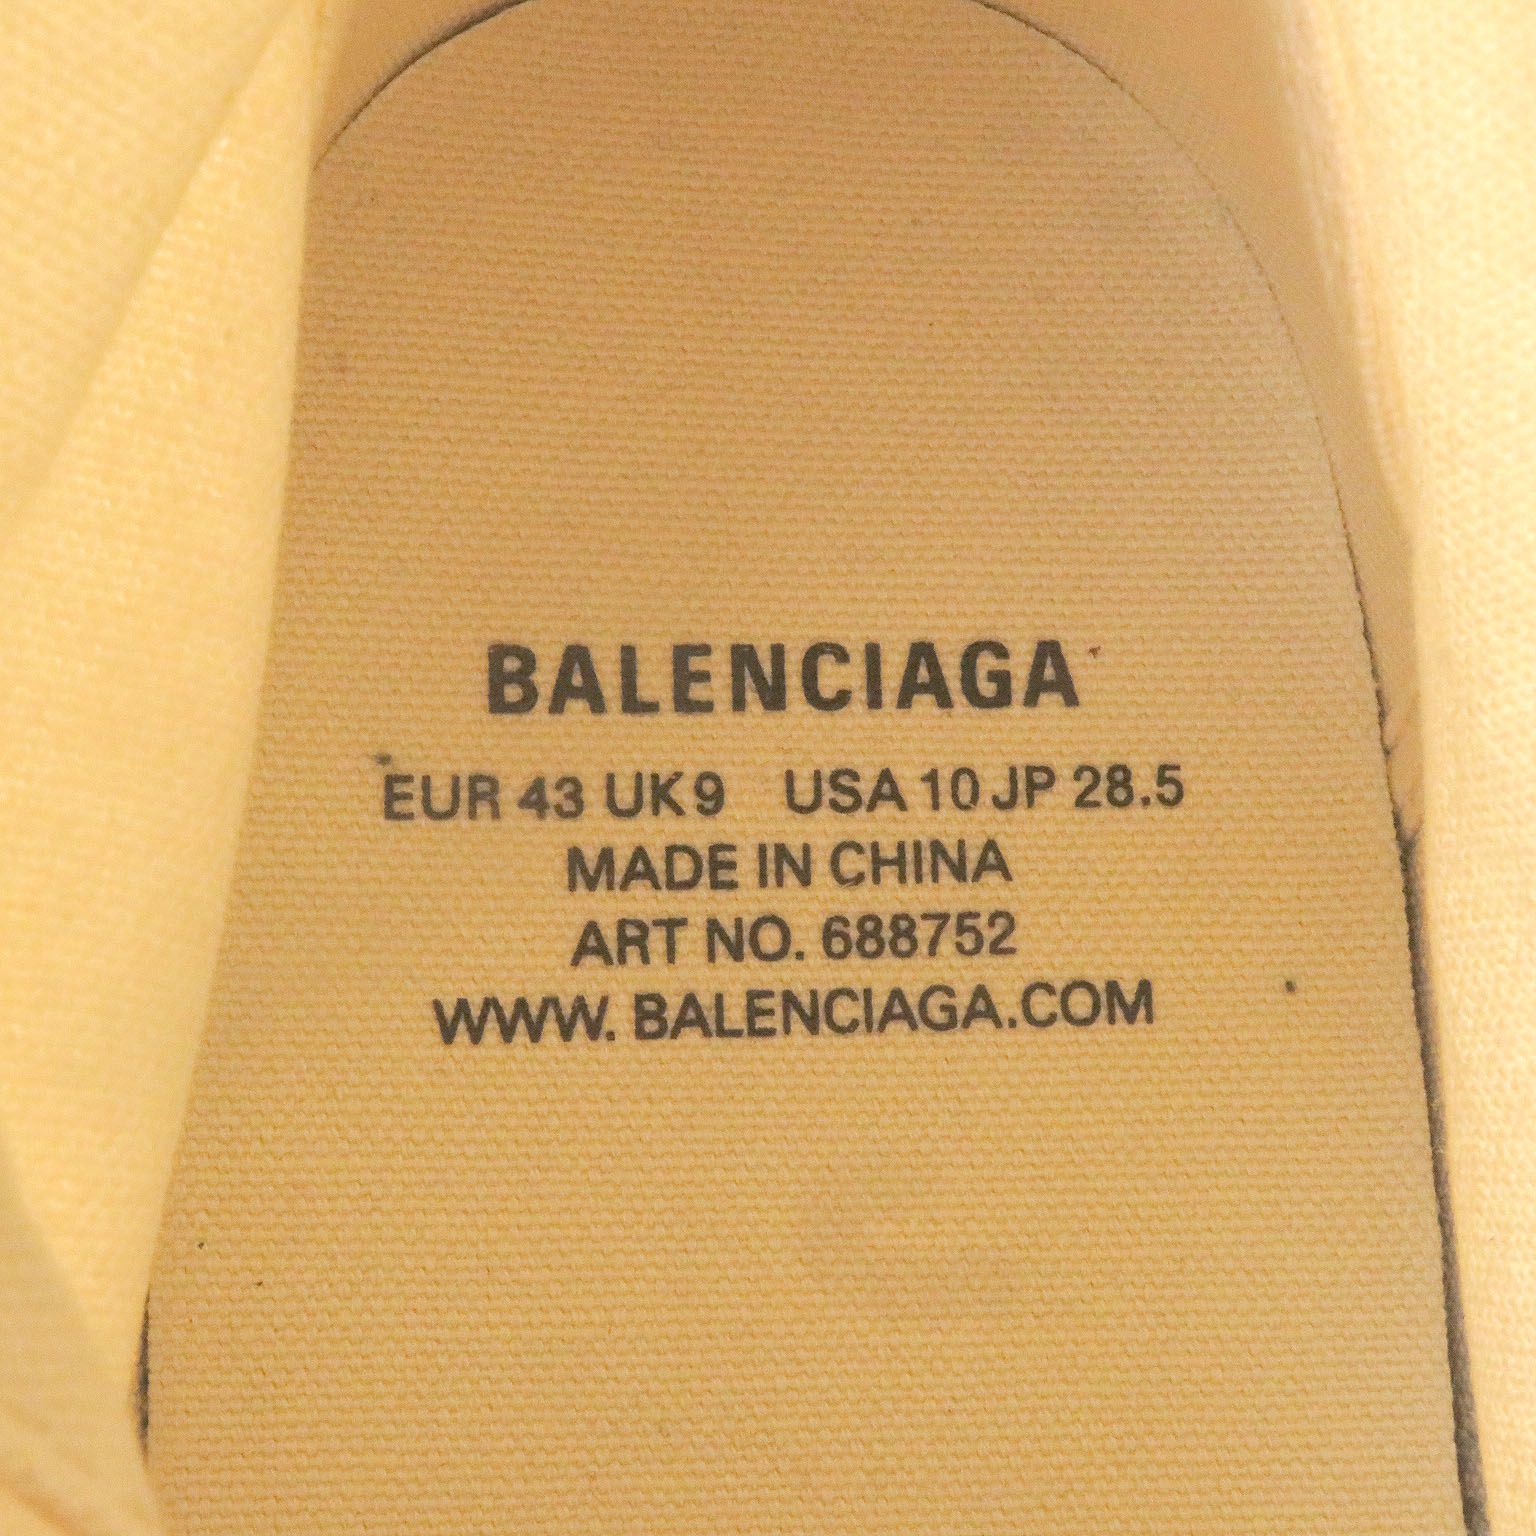 BALENCIAGA
EUR 43 UK 9 USA 10 JP 28.5
MADE IN CHINA
ART NO. 688752
WWW. BALENCIAGA.COM